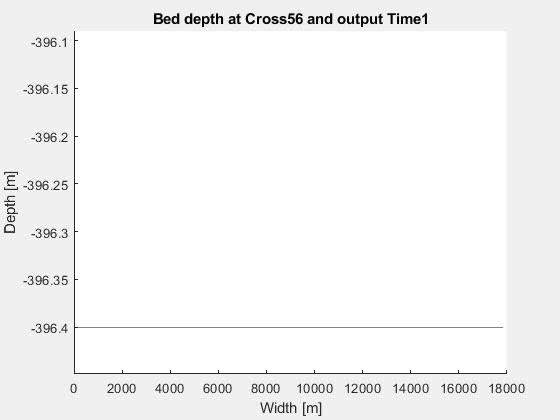 Bed depth at Cross56 and output Time1
-396.1
-396.15
-396.2
-396.25
-396.3
-396.35
-396.4
Depth [m]
0 2000 4000 6000 8000 10000 12000 14000 16000 18000
Width [m]